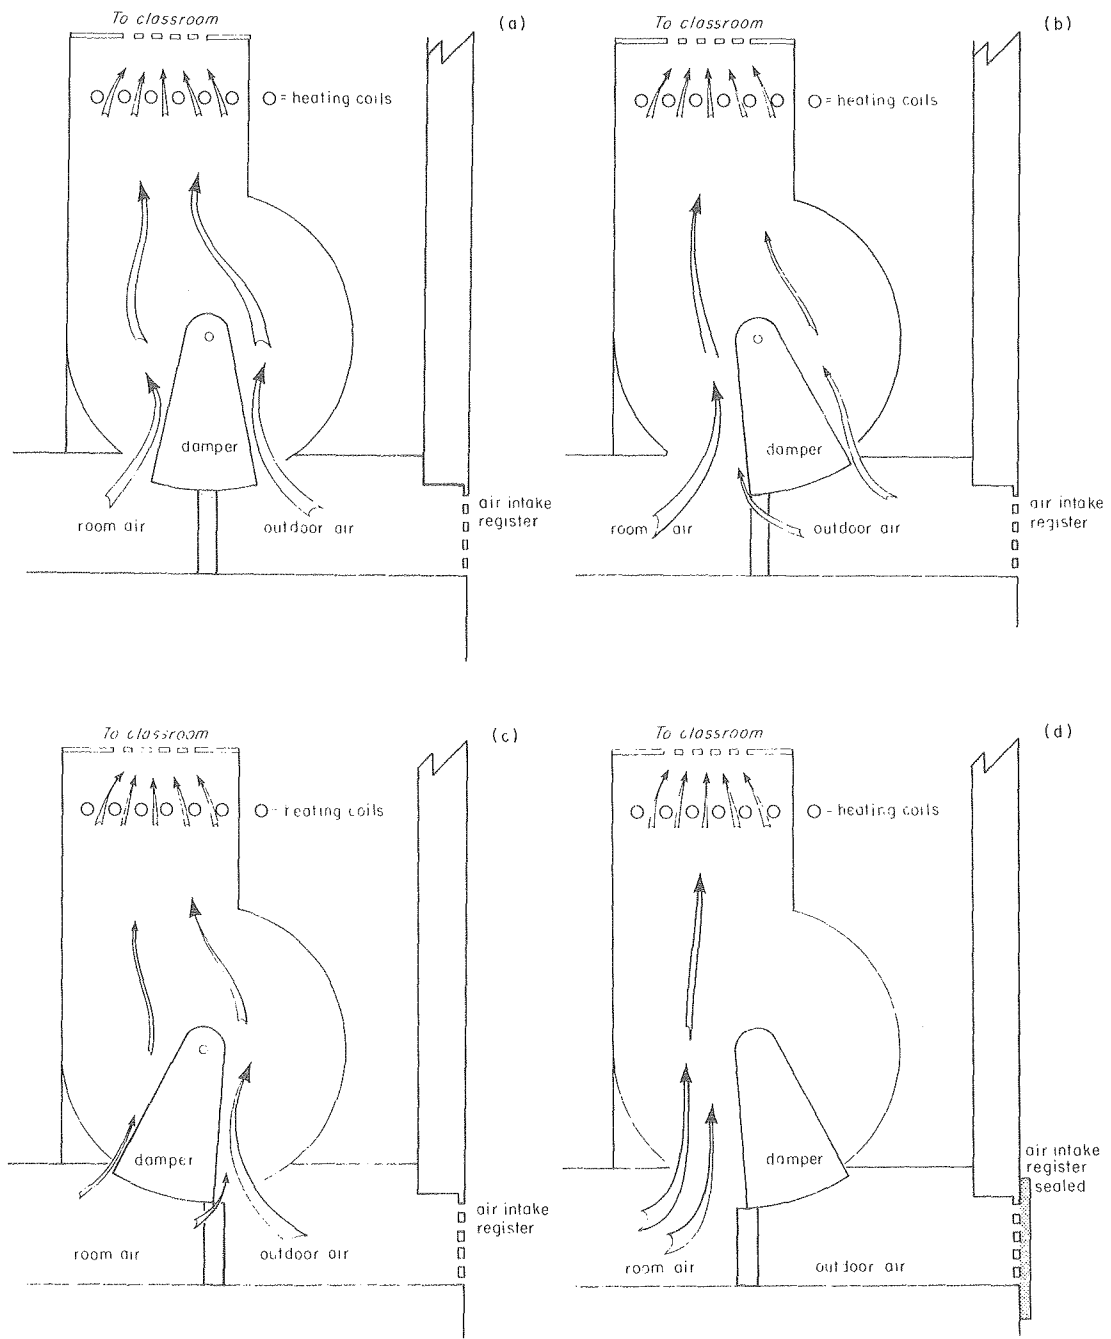 To classroom
(a)
O = heating coils
damper
room air
outdoor air
air intake
register
To classroom
(b)
O = heating coils
damper
room air
outdoor air
air intake
register
To classroom
(c)
O - heating coils
damper
room air
outdoor air
air intake
register
To classroom
(d)
O - heating coils
damper
room air
outdoor air
air intake
register
sealed